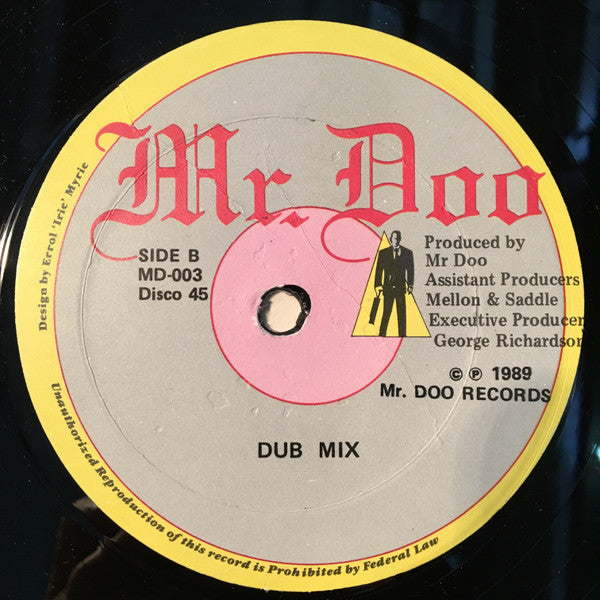 Mr. Doo
SIDE B
MD-003
Disco 45
Produced by
Mr Doo
Assistant Producers
Mellon & Saddle
Executive Producer
George Richardson
© ℗ 1989
Mr. DOO RECORDS
DUB MIX
Design by Errol 'Irie' Myrie
Unauthorized Reproduction of this record is Prohibited by Federal Law